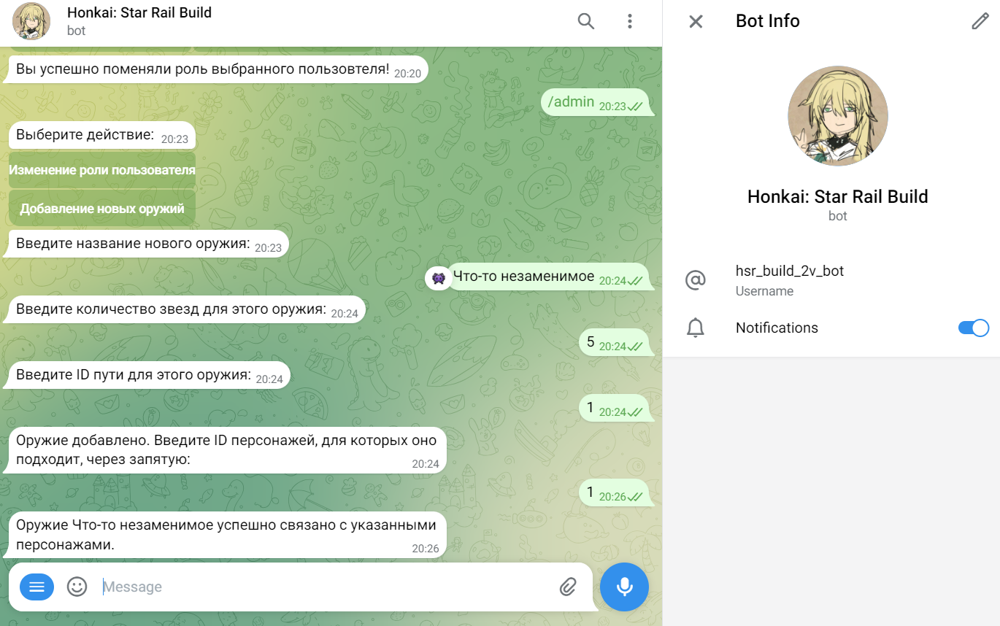 Honkai: Star Rail Build
bot
Вы успешно поменяли роль выбранного пользовтеля! 20:20
/admin 20:23
Выберите действие: 20:23
Изменение роли пользователя
Добавление новых оружий
Введите название нового оружия: 20:23
Что-то незаменимое 20:24
Введите количество звезд для этого оружия: 20:24
5 20:24
Введите ID пути для этого оружия: 20:24
1 20:24
Оружие добавлено. Введите ID персонажей, для которых оно
подходит, через запятую: 20:24
1 20:26
Оружие Что-то незаменимое успешно связано с указанными
персонажами. 20:26
Message
Bot Info
Honkai: Star Rail Build
bot
hsr_build_2v_bot
Username
Notifications